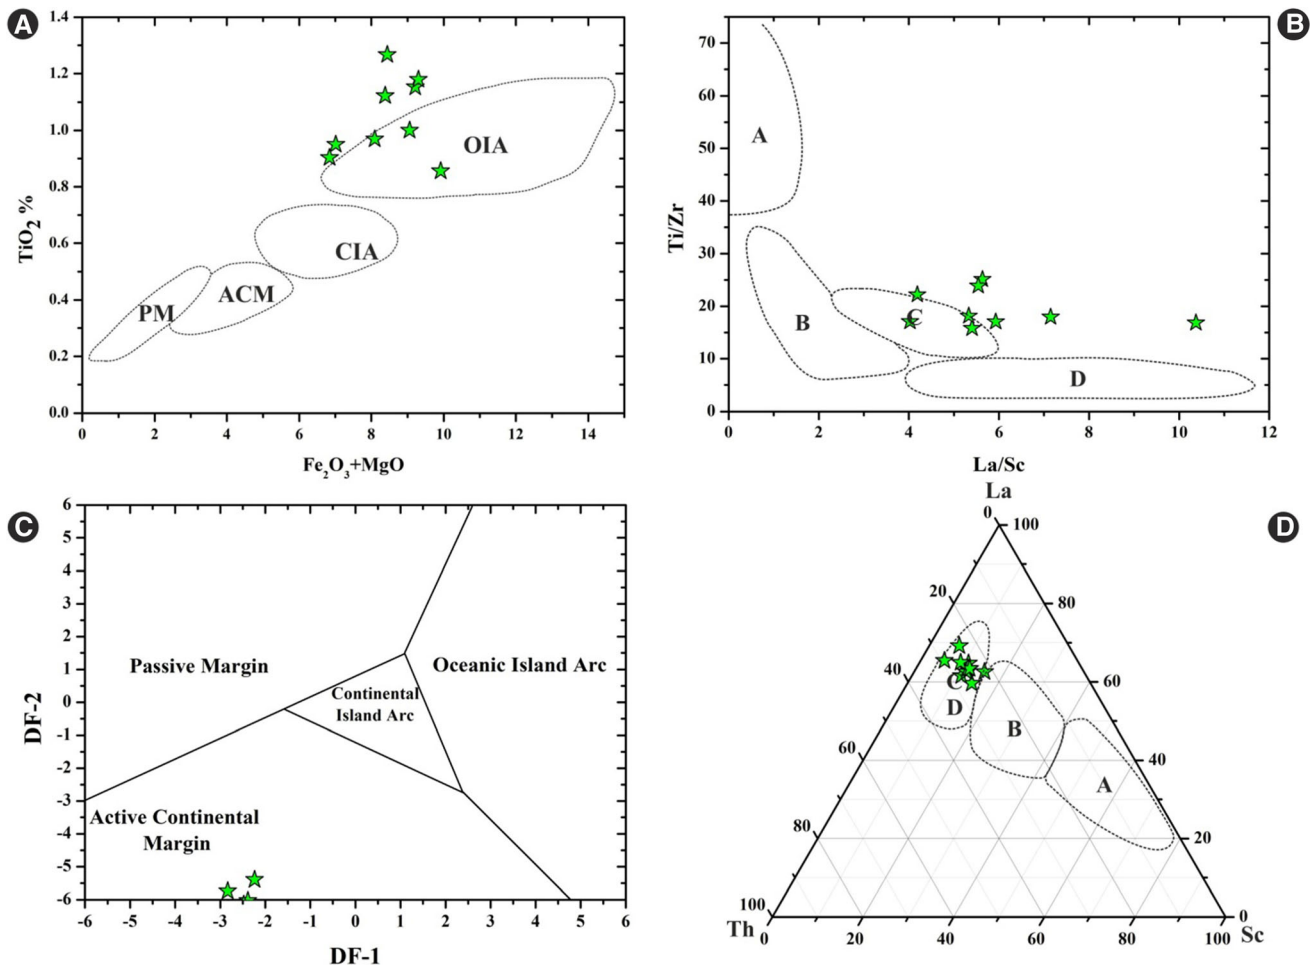 A
1.4
1.2
1.0
0.8
0.6
0.4
0.2
0.0
TiO2 %
OIA
CIA
ACM
PM
0 2 4 6 8 10 12 14
Fe2O3+MgO
B
70
60
50
40
30
20
10
0
Ti/Zr
A
B
C
D
0 2 4 6 8 10 12
La/Sc
C
6
5
4
3
2
1
0
-1
-2
-3
-4
-5
-6
DF-2
Passive Margin
Oceanic Island Arc
Continental
Island Arc
Active Continental
Margin
-6 -5 -4 -3 -2 -1 0 1 2 3 4 5 6
DF-1
D
La
0 100
20 80
40 60
60 40
80 20
100 0
C
D
B
A
Th Sc
0 20 40 60 80 100